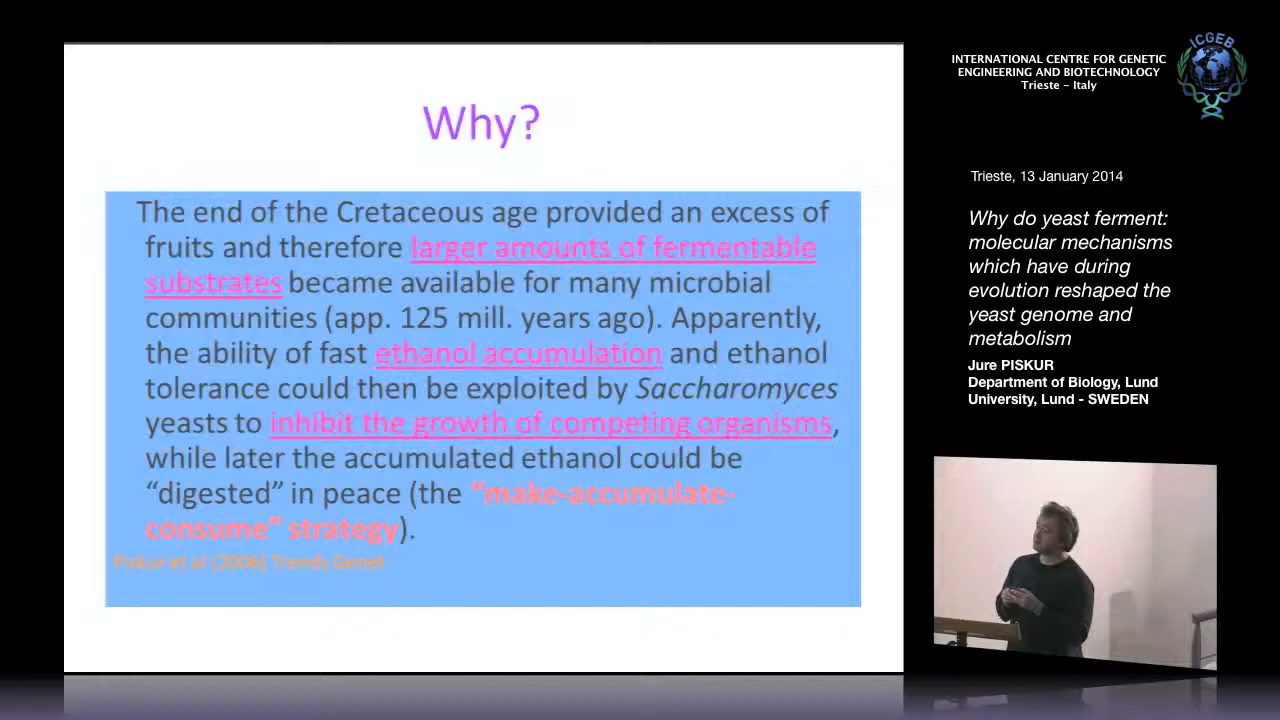 Why?
The end of the Cretaceous age provided an excess of
fruits and therefore larger amounts of fermentable
substrates became available for many microbial
communities (app. 125 mill. years ago). Apparently,
the ability of fast ethanol accumulation and ethanol
tolerance could then be exploited by Saccharomyces
yeasts to inhibit the growth of competing organisms,
while later the accumulated ethanol could be
“digested” in peace (the “make-accumulate-
consume” strategy).
Piskur et al (2006) Trends Genet
INTERNATIONAL CENTRE FOR GENETIC
ENGINEERING AND BIOTECHNOLOGY
Trieste - Italy
ICGEB
Trieste, 13 January 2014
Why do yeast ferment:
molecular mechanisms
which have during
evolution reshaped the
yeast genome and
metabolism
Jure PISKUR
Department of Biology, Lund
University, Lund - SWEDEN